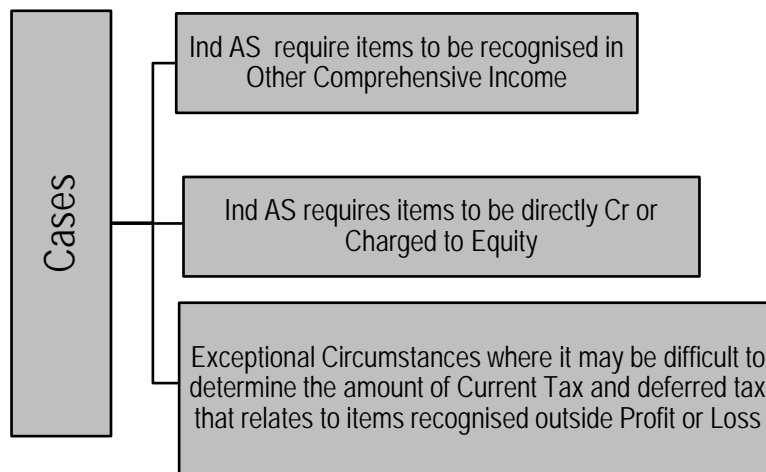 Cases
Ind AS require items to be recognised in
Other Comprehensive Income
Ind AS requires items to be directly Cr or
Charged to Equity
Exceptional Circumstances where it may be difficult to
determine the amount of Current Tax and deferred tax
that relates to items recognised outside Profit or Loss